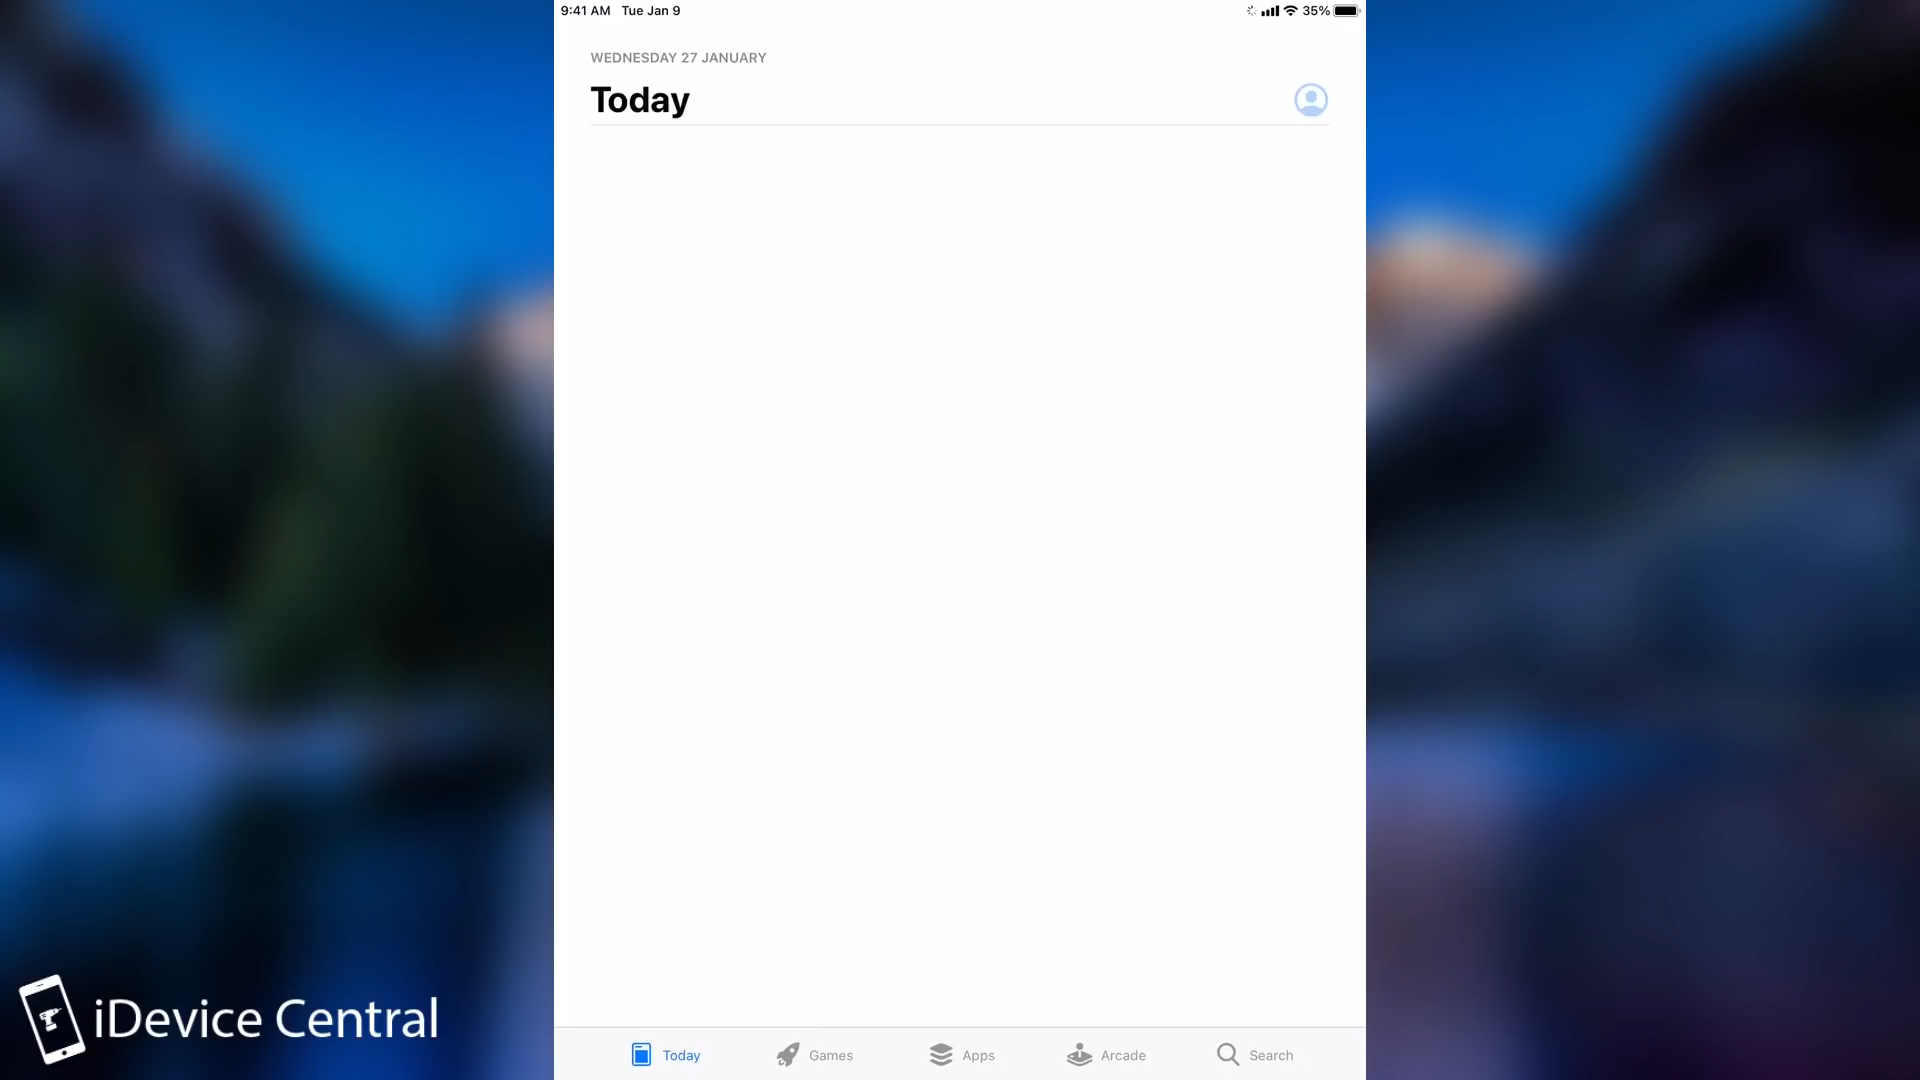 9:41 AM Tue Jan 9
35%
WEDNESDAY 27 JANUARY
Today
iDevice Central
Today
Games
Apps
Arcade
Search